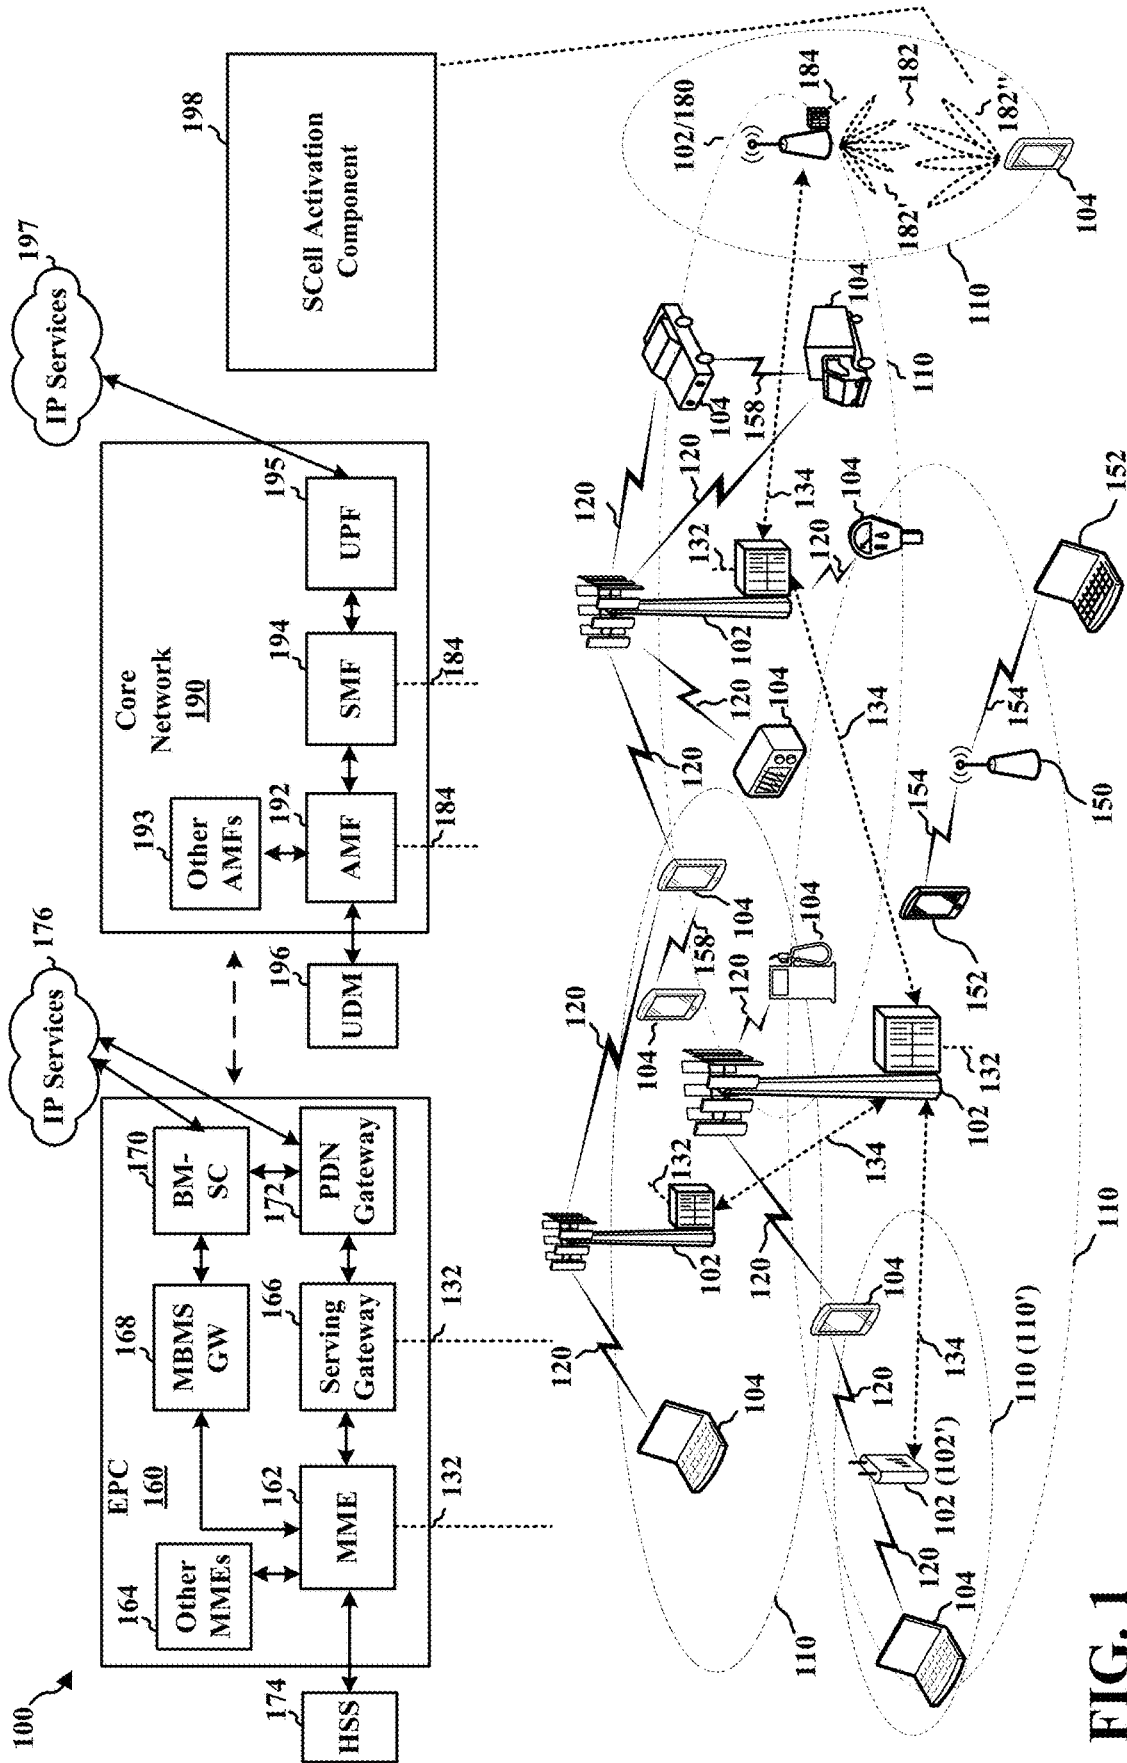 100
174
HSS
EPC
160
164
Other
MMEs
162
MME
132
168
MBMS
GW
166
Serving
Gateway
132
170
BM-
SC
172
PDN
Gateway
176
IP Services
196
UDM
Core
Network
190
193
Other
AMFs
192
AMF
184
194
SMF
184
195
UPF
197
IP Services
198
SCell Activation
Component
120
104
102
132
120
134
110
104
158
104
120
120
104
120
104
132
102
134
120
104
120
102 (102')
120
104
134
110 (110')
110
120
120
104
158
104
110
120
104
132
102
134
134
152
154
150
154
152
102/180
184
182
182'
182"
104
110
FIG. 1